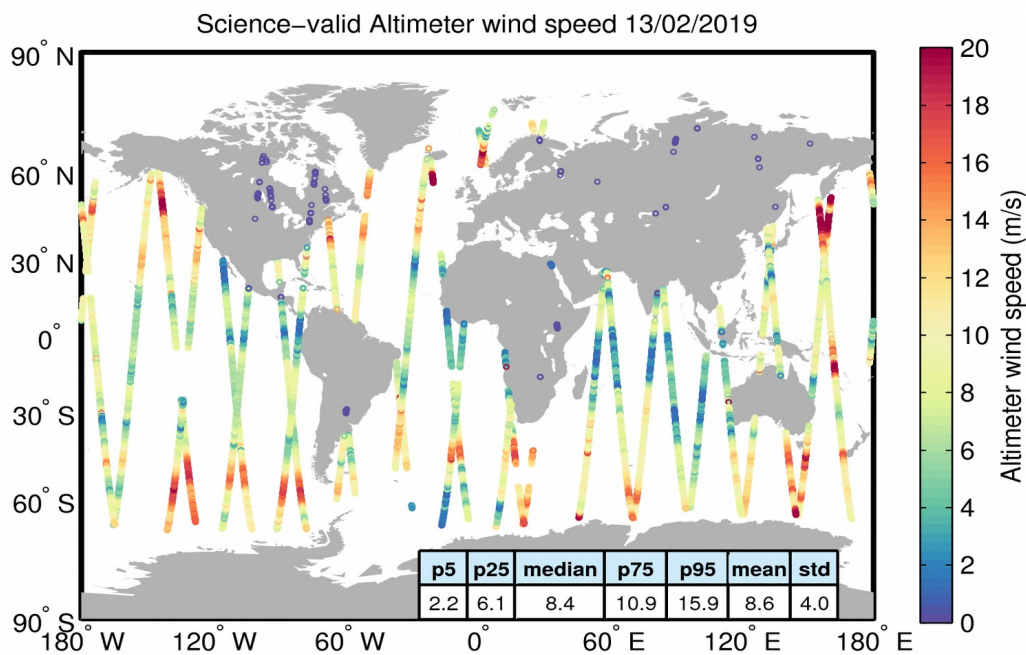 Science−valid Altimeter wind speed 13/02/2019
90° N
60° N
30° N
0°
30° S
60° S
90° S
180° W
120° W
60° W
0°
60° E
120° E
180° E
p5 p25 median p75 p95 mean std
2.2 6.1 8.4 10.9 15.9 8.6 4.0
20
18
16
14
12
10
8
6
4
2
0
Altimeter wind speed (m/s)